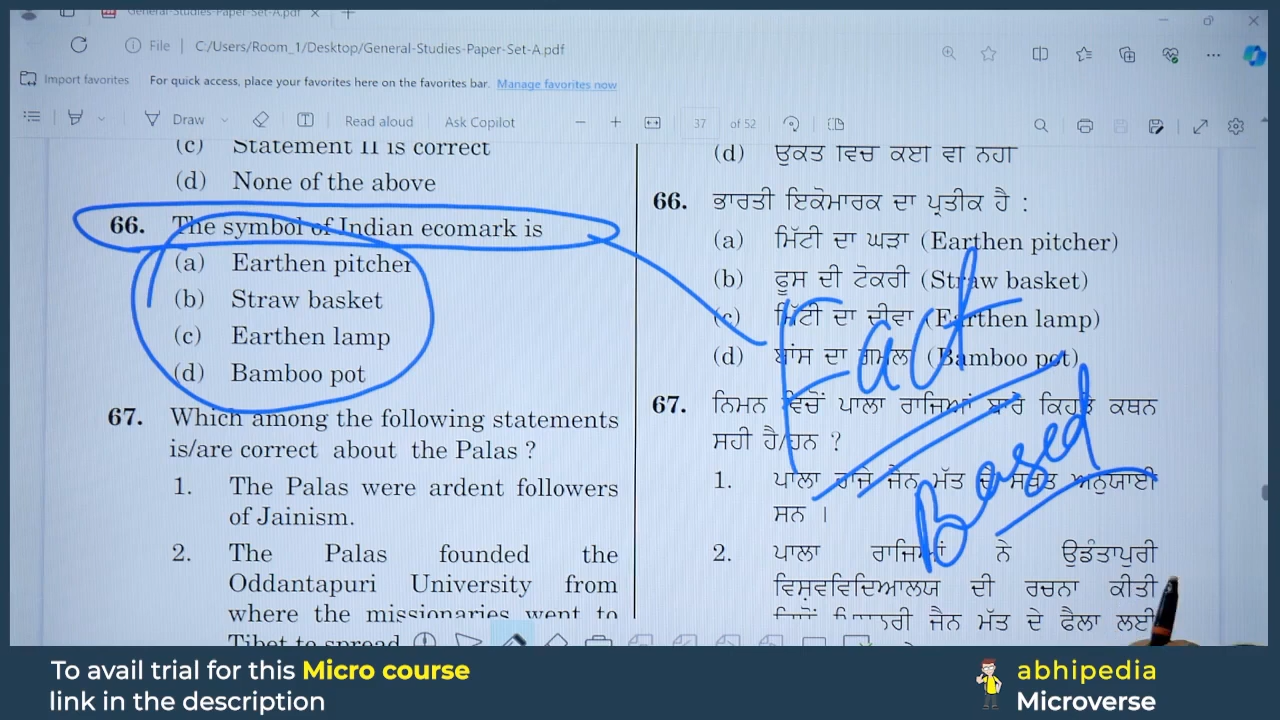 General-Studies-Paper-Set-A.pdf
File
C:/Users/Room_1/Desktop/General-Studies-Paper-Set-A.pdf
Import favorites
For quick access, place your favorites here on the favorites bar. Manage favorites now
Draw
Read aloud
Ask Copilot
37 of 52
(c) Statement II is correct
(d) None of the above
66. The symbol of Indian ecomark is
(a) Earthen pitcher
(b) Straw basket
(c) Earthen lamp
(d) Bamboo pot
67. Which among the following statements
is/are correct about the Palas ?
1. The Palas were ardent followers
of Jainism.
2. The Palas founded the
Oddantapuri University from
where the missionaries went to
Tibet to spread
(d) ਉਕਤ ਵਿਚੋਂ ਕੋਈ ਵੀ ਨਹੀਂ
66. ਭਾਰਤੀ ਇਕੋਮਾਰਕ ਦਾ ਪ੍ਰਤੀਕ ਹੈ :
(a) ਮਿੱਟੀ ਦਾ ਘੜਾ (Earthen pitcher)
(b) ਫੂਸ ਦੀ ਟੋਕਰੀ (Straw basket)
(c) ਮਿੱਟੀ ਦਾ ਦੀਵਾ (Earthen lamp)
(d) ਬਾਂਸ ਦਾ ਗਮਲਾ (Bamboo pot)
67. ਨਿਮਨ ਵਿਚੋਂ ਪਾਲਾ ਰਾਜਿਆਂ ਬਾਰੇ ਕਿਹੜੇ ਕਥਨ
ਸਹੀ ਹੈ/ਹਨ ?
1. ਪਾਲਾ ਰਾਜੇ ਜੈਨ ਮੱਤ ਦੇ ਅਨੁਯਾਈ
ਸਨ ।
2. ਪਾਲਾ ਰਾਜਿਆਂ ਨੇ ਉਡੰਤਾਪੁਰੀ
ਵਿਸ਼ਵਵਿਦਿਆਲਯ ਦੀ ਰਚਨਾ ਕੀਤੀ
ਜੈਨ ਮੱਤ ਦੇ ਫੈਲਾ ਲਈ
Fact
Based
To avail trial for this Micro course
link in the description
abhipedia
Microverse